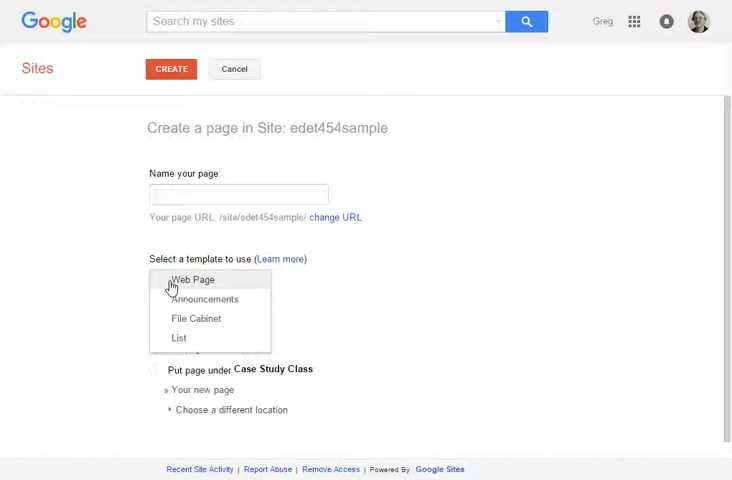 Google
Search my sites
Greg
Sites
CREATE
Cancel
Create a page in Site: edet454sample
Name your page:
Your page URL: /site/edet454sample/ change URL
Select a template to use (Learn more)
Web Page
Announcements
File Cabinet
List
Put page under Case Study Class
» Your new page
Choose a different location
Recent Site Activity | Report Abuse | Remove Access | Powered By Google Sites